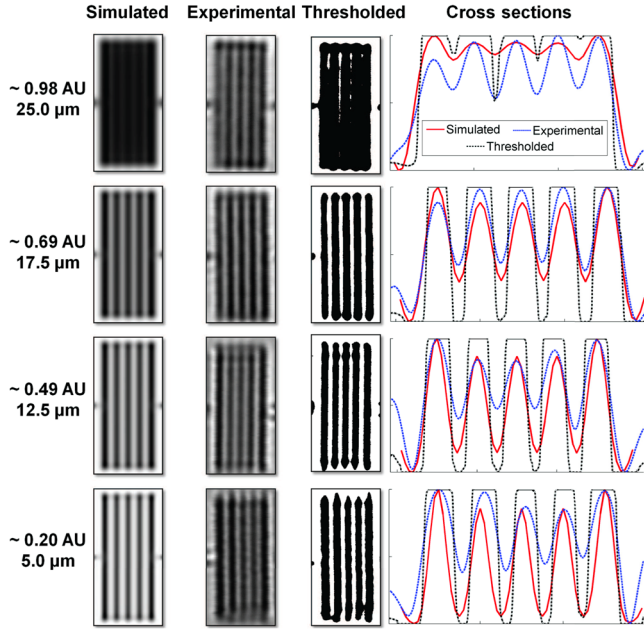 Simulated Experimental Thresholded Cross sections
~ 0.98 AU
25.0 µm
Simulated Experimental
Thresholded
~ 0.69 AU
17.5 µm
~ 0.49 AU
12.5 µm
~ 0.20 AU
5.0 µm